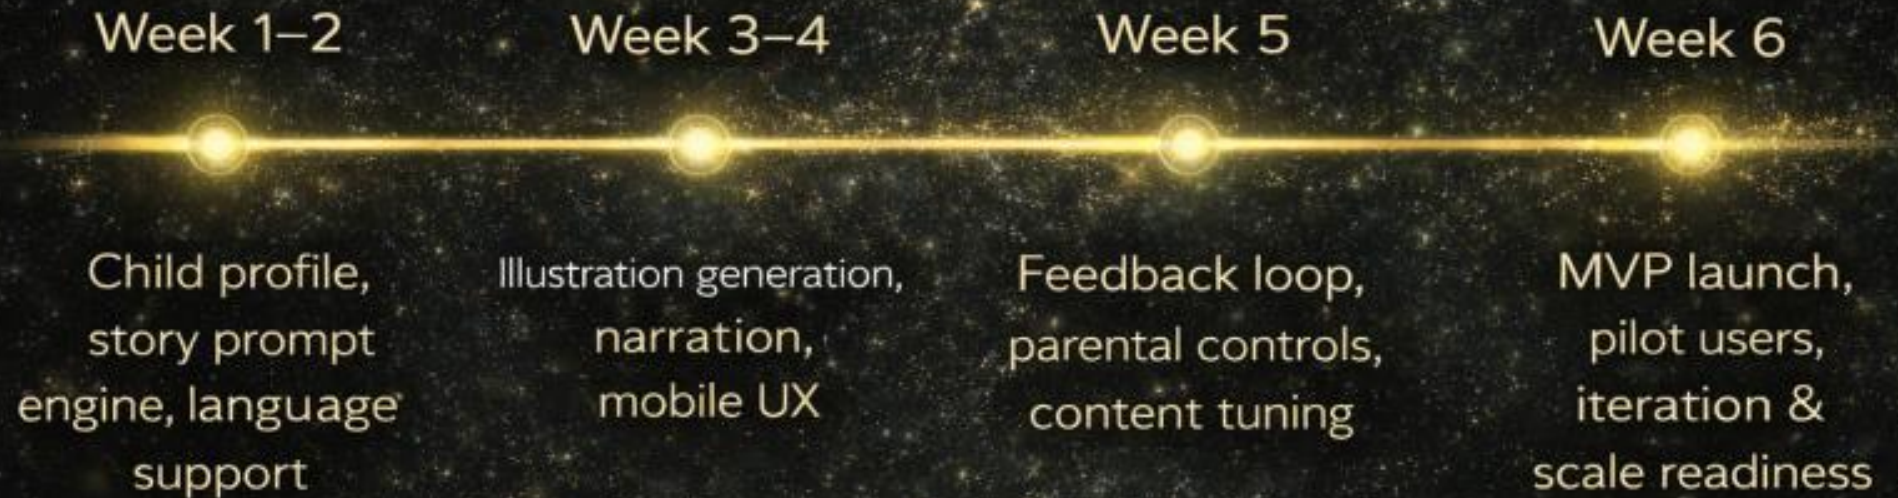 Week 1–2
Child profile,
story prompt
engine, language
support
Week 3–4
Illustration generation,
narration,
mobile UX
Week 5
Feedback loop,
parental controls,
content tuning
Week 6
MVP launch,
pilot users,
iteration &
scale readiness